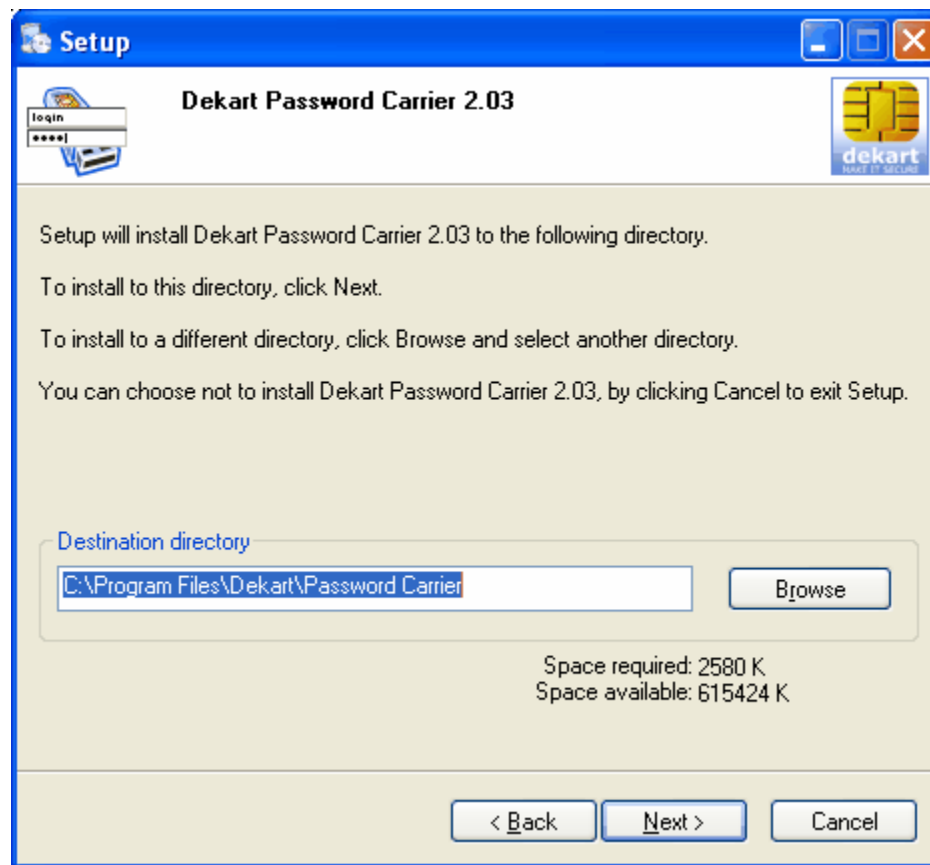 Setup
Dekart Password Carrier 2.03
login
••••
dekart
MAKE IT SECURE
Setup will install Dekart Password Carrier 2.03 to the following directory.
To install to this directory, click Next.
To install to a different directory, click Browse and select another directory.
You can choose not to install Dekart Password Carrier 2.03, by clicking Cancel to exit Setup.
Destination directory
C:\Program Files\Dekart\Password Carrier
Browse
Space required: 2580 K
Space available: 615424 K
< Back
Next >
Cancel